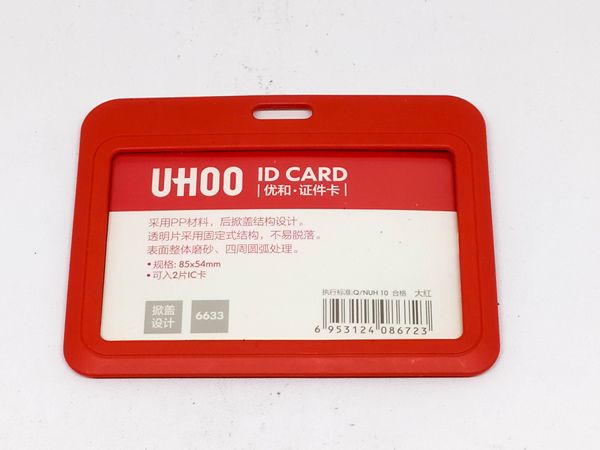 UHOO ID CARD
|优和·证件卡|
采用PP材料，后掀盖结构设计。
透明片采用固定式结构，不易脱落。
表面整体磨砂、四周圆弧处理。
• 规格: 85x54mm
• 可入2片IC卡
掀盖
设计
6633
执行标准:Q/NUH 10 合格 大红
6 953124 086723